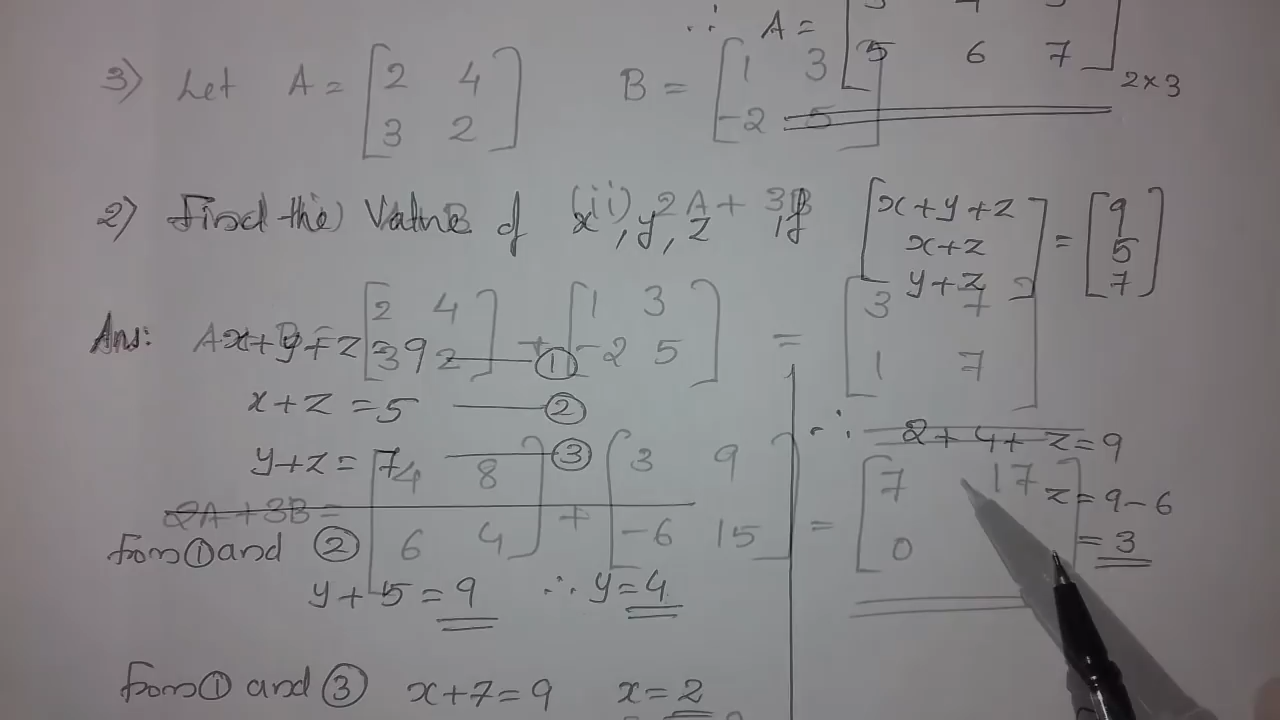 ∴ A =
5 6 7
2×3
3) Let A = [2 4
3 2]
B = [1 3
-2 5]
2) Find the Value of x, y, z, if [x+y+z
x+z
y+z] = [9
5
7]
(ii) 2A + 3B
Ans: x+y+z = 9 —— ①
x+z = 5 —— ②
y+z = 7 —— ③
A + B = [2 4
3 2] + [1 3
-2 5] = [3 7
1 7]
2A + 3B = [4 8
6 4] + [3 9
-6 15] = [7 17
0
from ① and ②
y + 5 = 9 ∴ y = 4
from ① and ③ x+7 = 9 x = 2
∴ 2 + 4 + z = 9
z = 9 - 6
= 3